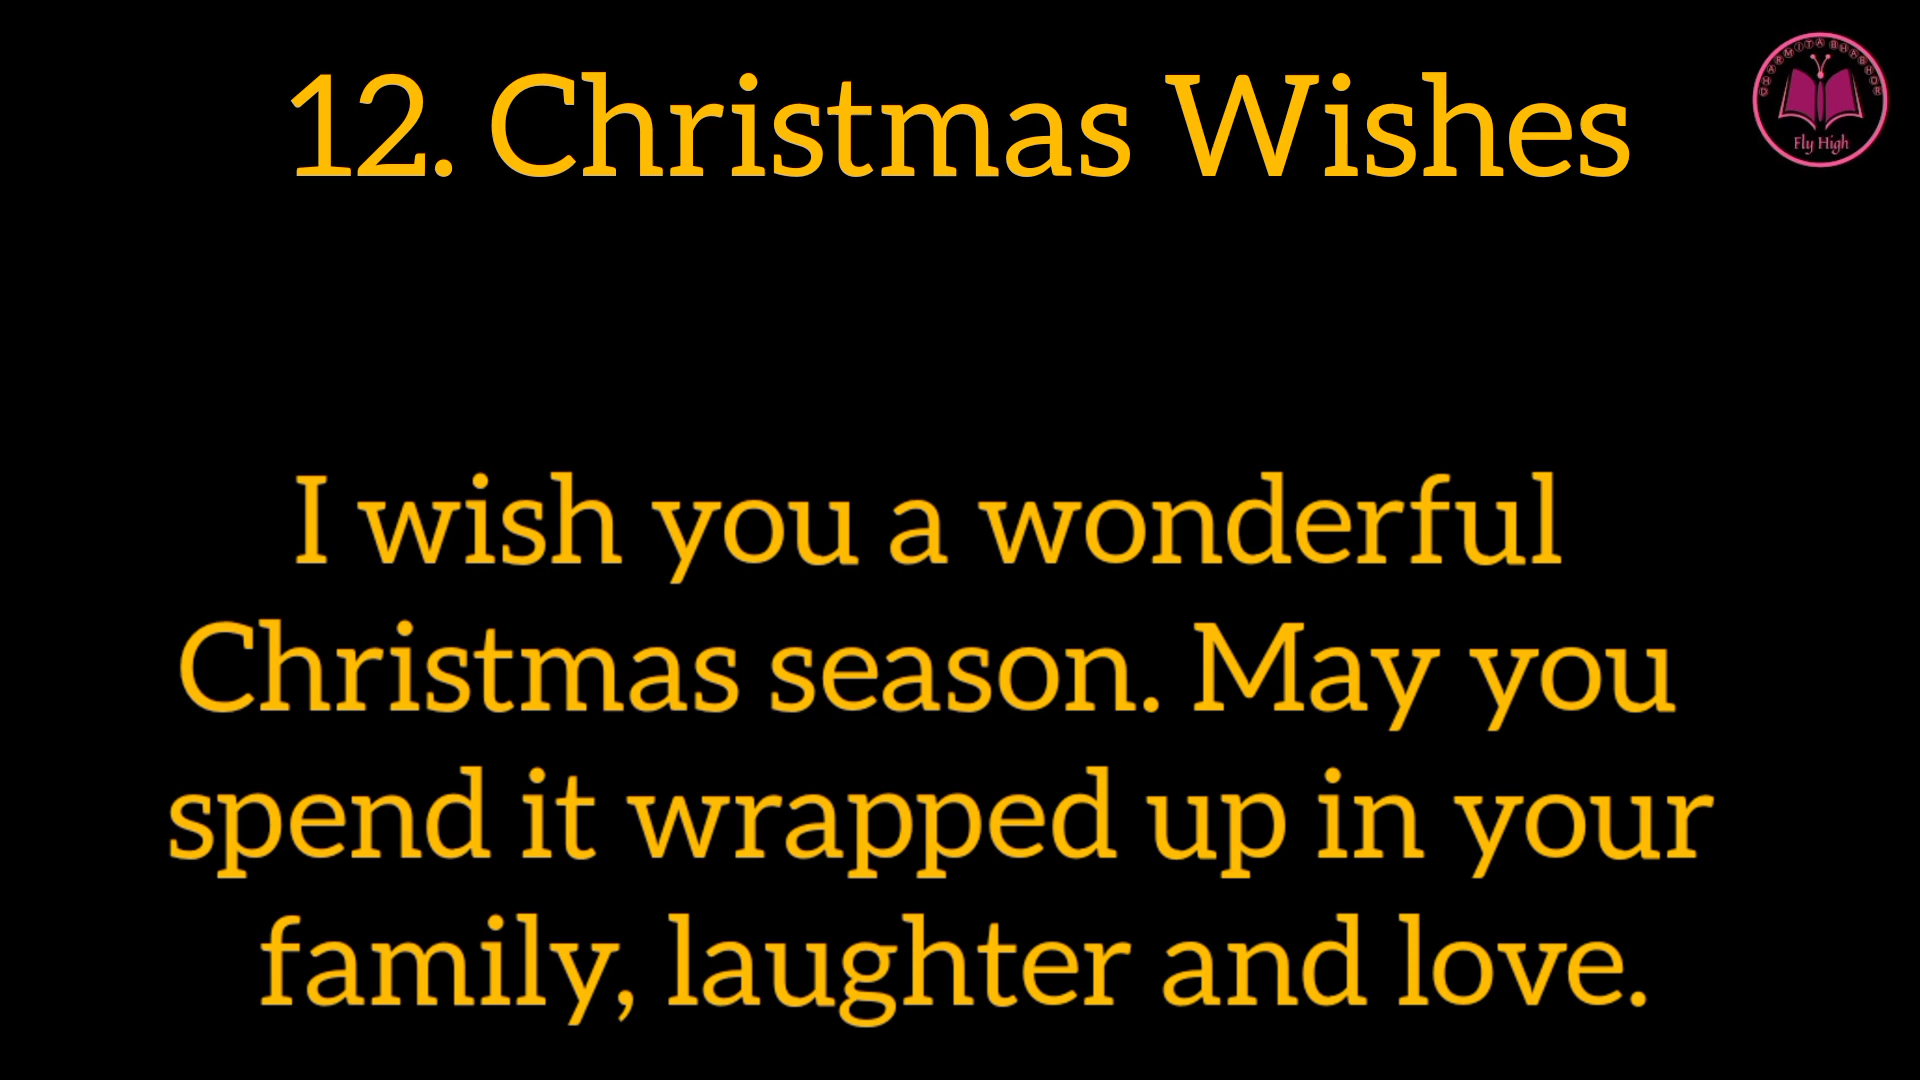 12. Christmas Wishes
Fly High
I wish you a wonderful
Christmas season. May you
spend it wrapped up in your
family, laughter and love.